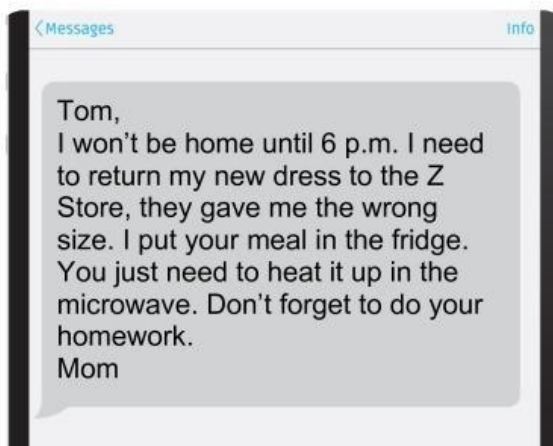 Messages
Info
Tom,
I won't be home until 6 p.m. I need
to return my new dress to the Z
Store, they gave me the wrong
size. I put your meal in the fridge.
You just need to heat it up in the
microwave. Don't forget to do your
homework.
Mom